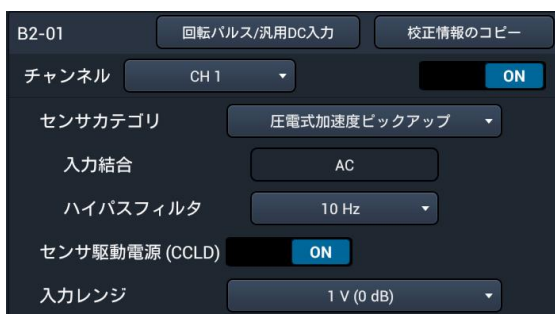 B2-01 回転パルス/汎用DC入力 校正情報のコピー
チャンネル CH 1 ON
センサカテゴリ 圧電式加速度ピックアップ
入力結合 AC
ハイパスフィルタ 10 Hz
センサ駆動電源 (CCLD) ON
入力レンジ 1 V (0 dB)